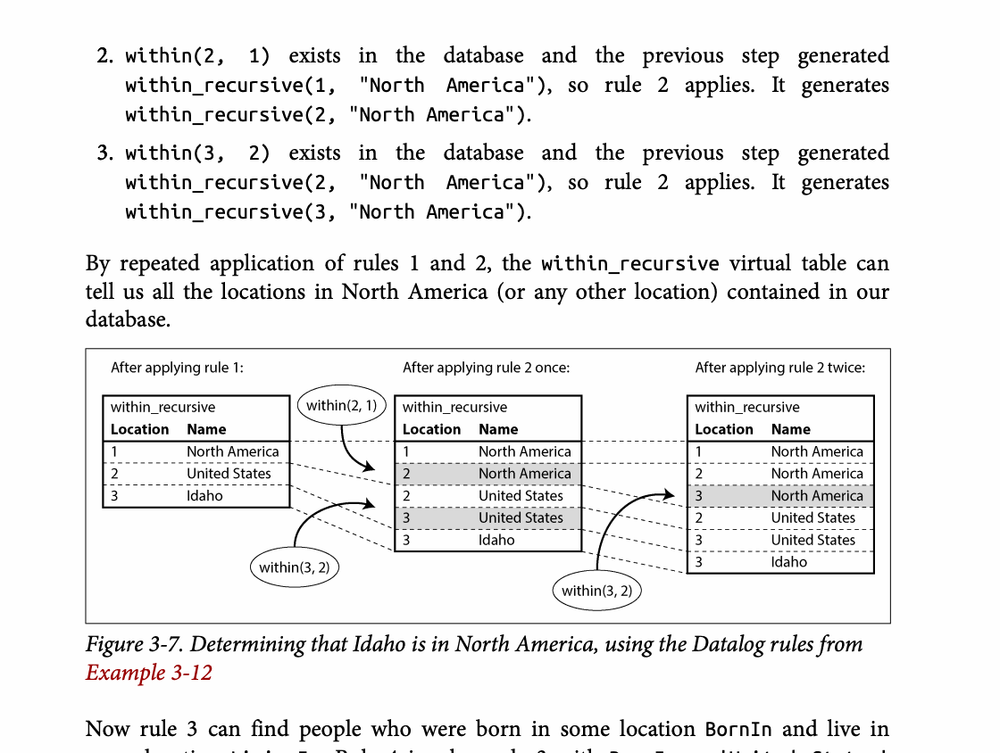 2. within(2, 1) exists in the database and the previous step generated
within_recursive(1, "North America"), so rule 2 applies. It generates
within_recursive(2, "North America").
3. within(3, 2) exists in the database and the previous step generated
within_recursive(2, "North America"), so rule 2 applies. It generates
within_recursive(3, "North America").
By repeated application of rules 1 and 2, the within_recursive virtual table can
tell us all the locations in North America (or any other location) contained in our
database.
After applying rule 1:
within_recursive
Location Name
1 North America
2 United States
3 Idaho
within(2, 1)
within(3, 2)
After applying rule 2 once:
within_recursive
Location Name
1 North America
2 North America
2 United States
3 United States
3 Idaho
within(3, 2)
After applying rule 2 twice:
within_recursive
Location Name
1 North America
2 North America
3 North America
2 United States
3 United States
3 Idaho
Figure 3-7. Determining that Idaho is in North America, using the Datalog rules from
Example 3-12
Now rule 3 can find people who were born in some location BornIn and live in